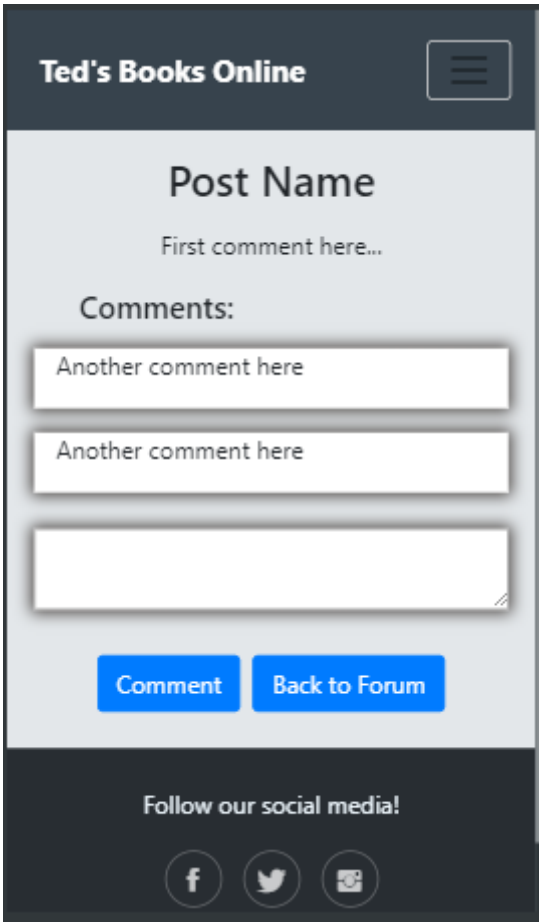 Ted's Books Online
Post Name
First comment here...
Comments:
Another comment here
Another comment here
Comment Back to Forum
Follow our social media!